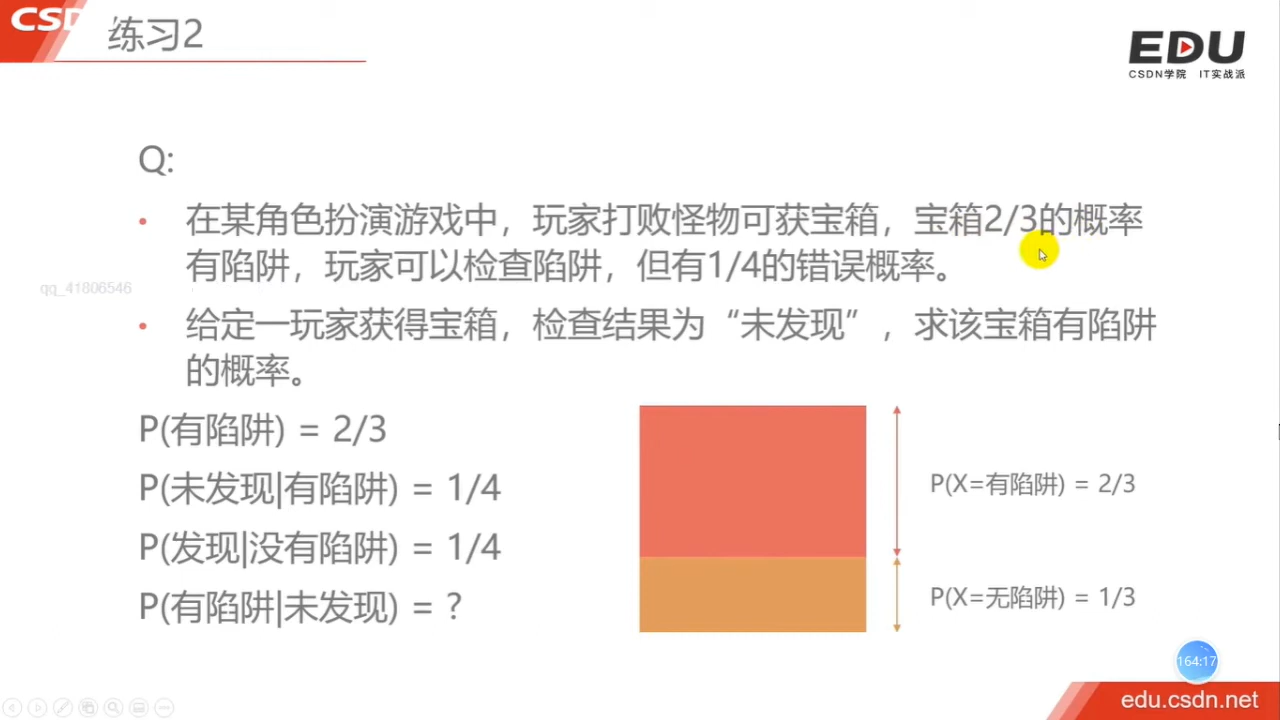 CSD
练习2
EDU
CSDN学院 IT实战派
Q:
• 在某角色扮演游戏中，玩家打败怪物可获宝箱，宝箱2/3的概率
有陷阱，玩家可以检查陷阱，但有1/4的错误概率。
qq_41806546
• 给定一玩家获得宝箱，检查结果为“未发现”，求该宝箱有陷阱
的概率。
P(有陷阱) = 2/3
P(未发现|有陷阱) = 1/4
P(X=有陷阱) = 2/3
P(发现|没有陷阱) = 1/4
P(有陷阱|未发现) = ?
P(X=无陷阱) = 1/3
164:17
edu.csdn.net